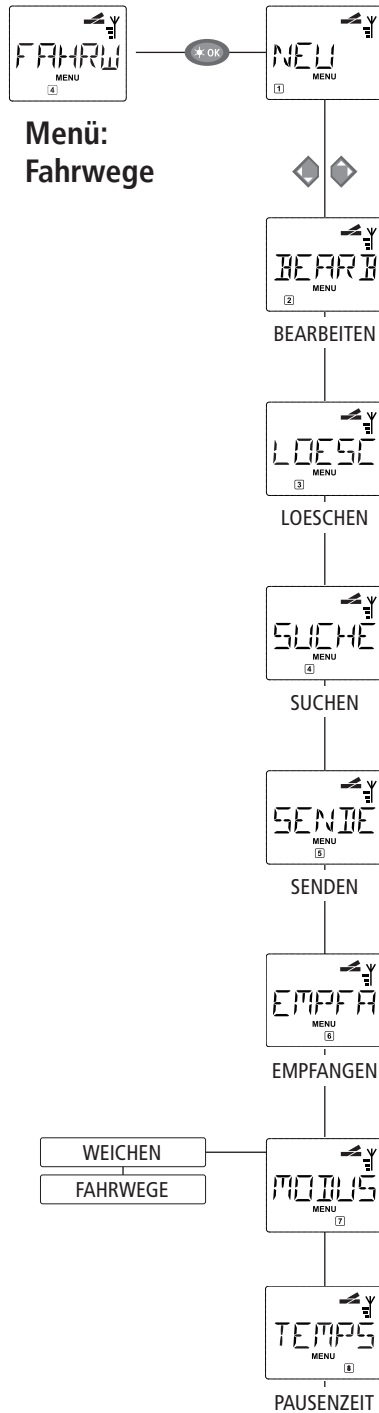 FAHRW
MENU
4
✶ OK
NEU
MENU
1
Menü:
Fahrwege
BEARB
MENU
2
BEARBEITEN
LOESC
MENU
3
LOESCHEN
SUCHE
MENU
4
SUCHEN
SENDE
MENU
5
SENDEN
EMPFA
MENU
6
EMPFANGEN
WEICHEN
FAHRWEGE
MODUS
MENU
7
TEMPS
MENU
8
PAUSENZEIT